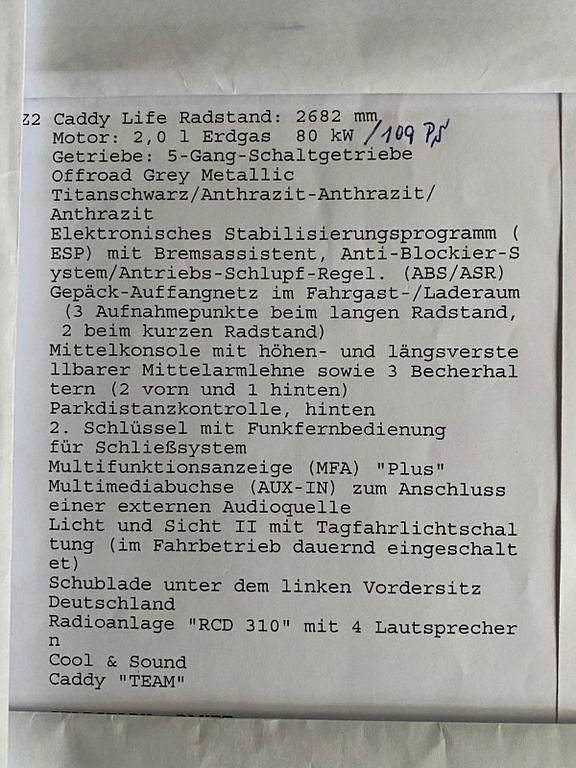 Z2 Caddy Life Radstand: 2682 mm
Motor: 2,0 l Erdgas 80 kW /109 PS
Getriebe: 5-Gang-Schaltgetriebe
Offroad Grey Metallic
Titanschwarz/Anthrazit-Anthrazit/
Anthrazit
Elektronisches Stabilisierungsprogramm (
ESP) mit Bremsassistent, Anti-Blockier-S
ystem/Antriebs-Schlupf-Regel. (ABS/ASR)
Gepäck-Auffangnetz im Fahrgast-/Laderaum
(3 Aufnahmepunkte beim langen Radstand,
2 beim kurzen Radstand)
Mittelkonsole mit höhen- und längsverste
llbarer Mittelarmlehne sowie 3 Becherhal
tern (2 vorn und 1 hinten)
Parkdistanzkontrolle, hinten
2. Schlüssel mit Funkfernbedienung
für Schließsystem
Multifunktionsanzeige (MFA) "Plus"
Multimediabuchse (AUX-IN) zum Anschluss
einer externen Audioquelle
Licht und Sicht II mit Tagfahrlichtschal
tung (im Fahrbetrieb dauernd eingeschalt
et)
Schublade unter dem linken Vordersitz
Deutschland
Radioanlage "RCD 310" mit 4 Lautsprecher
n
Cool & Sound
Caddy "TEAM"